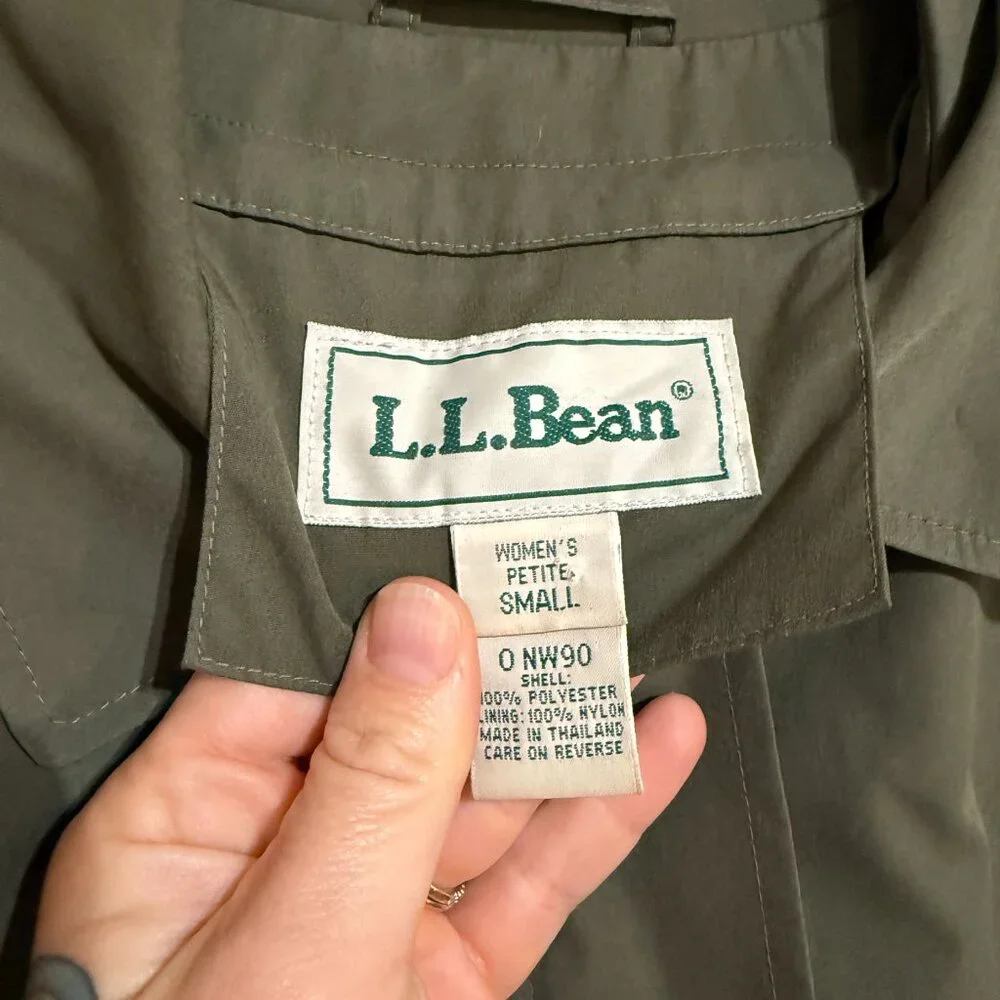 L.L.Bean®
WOMEN'S
PETITE
SMALL
0 NW90
SHELL:
100% POLYESTER
LINING: 100% NYLON
MADE IN THAILAND
CARE ON REVERSE